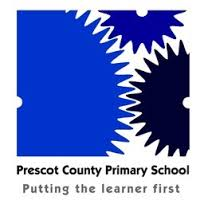 Prescot County Primary School
Putting the learner first